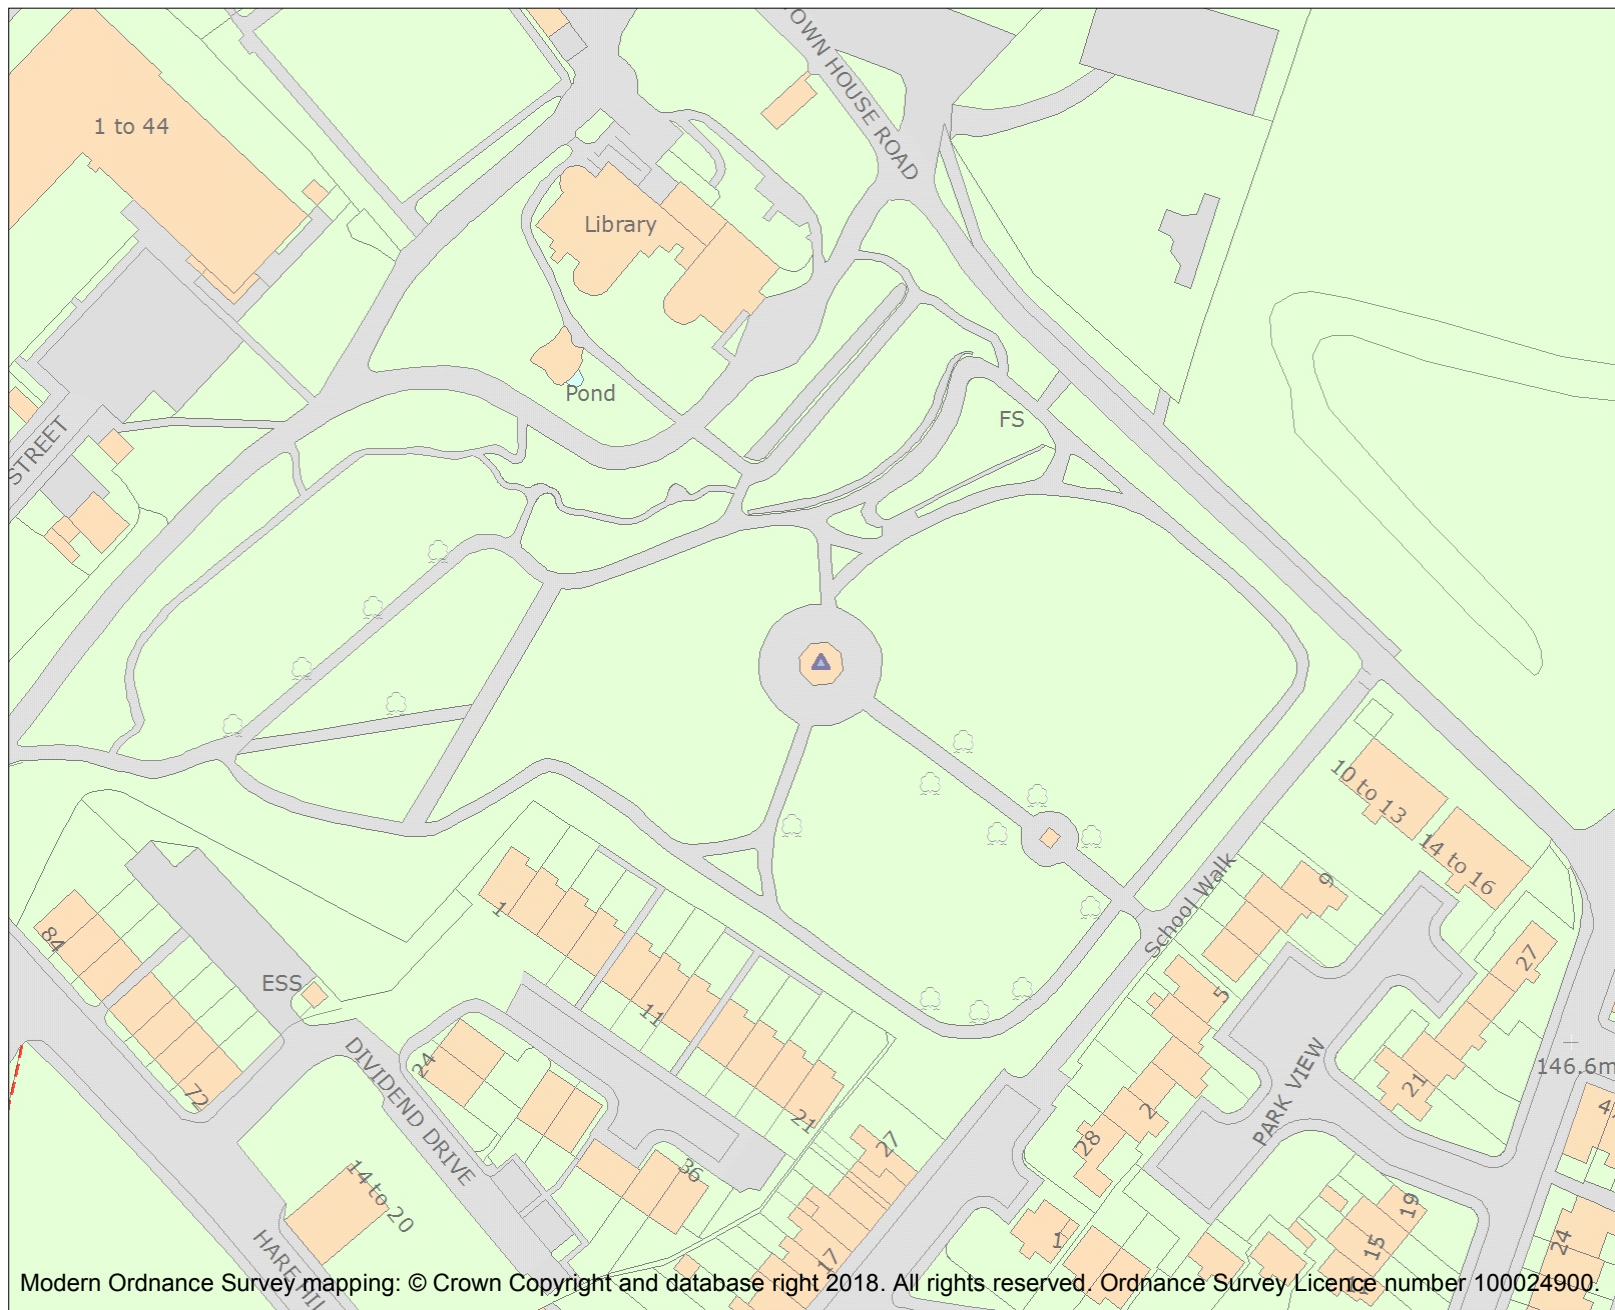 OWN HOUSE ROAD
1 to 44
Library
Pond
FS
STREET
10 to 13
14 to 16
School Walk
9
1
84
27
5
ESS
11
DIVIDEND DRIVE
24
PARK VIEW
146.6m
21
72
2
21
28
27
36
14 to 20
19
1
15
24
17
Modern Ordnance Survey mapping: © Crown Copyright and database right 2018. All rights reserved. Ordnance Survey Licence number 100024900.